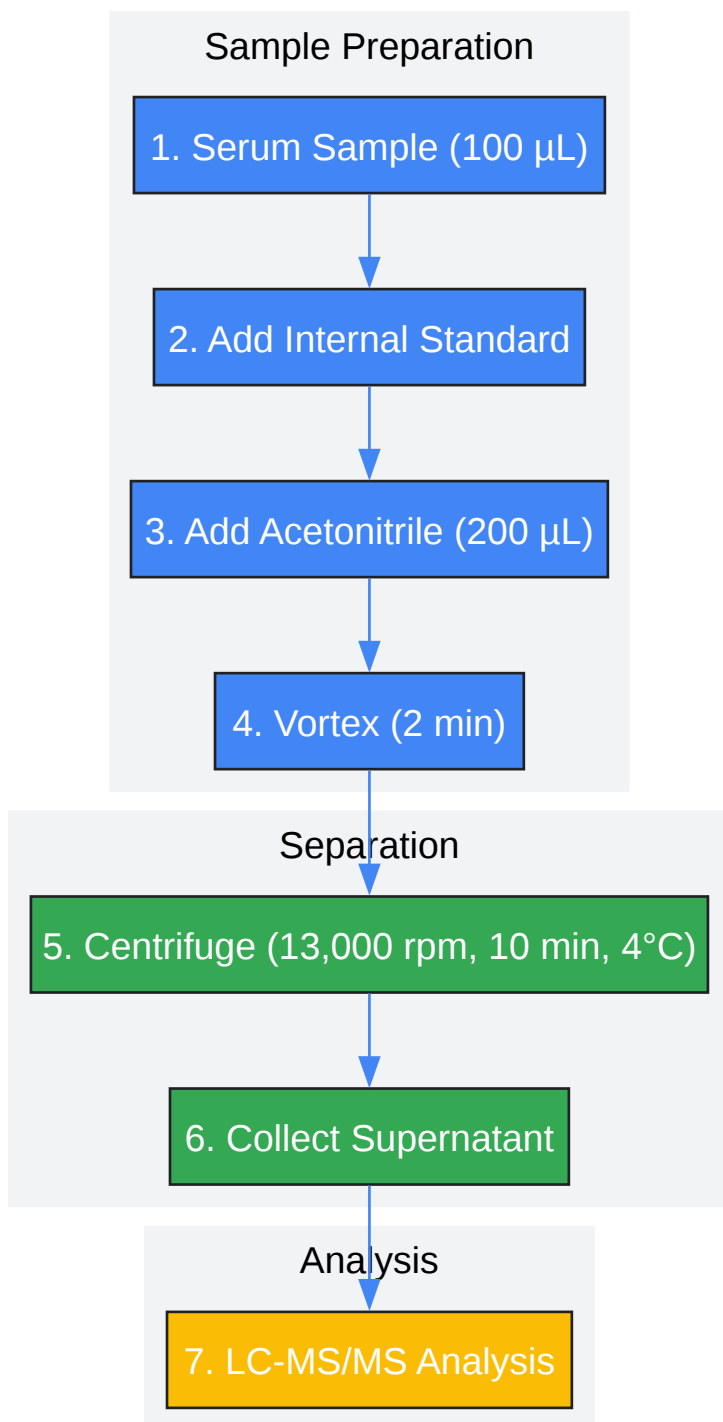 Sample Preparation
1. Serum Sample (100 µL)
2. Add Internal Standard
3. Add Acetonitrile (200 µL)
4. Vortex (2 min)
Separation
5. Centrifuge (13,000 rpm, 10 min, 4°C)
6. Collect Supernatant
Analysis
7. LC-MS/MS Analysis